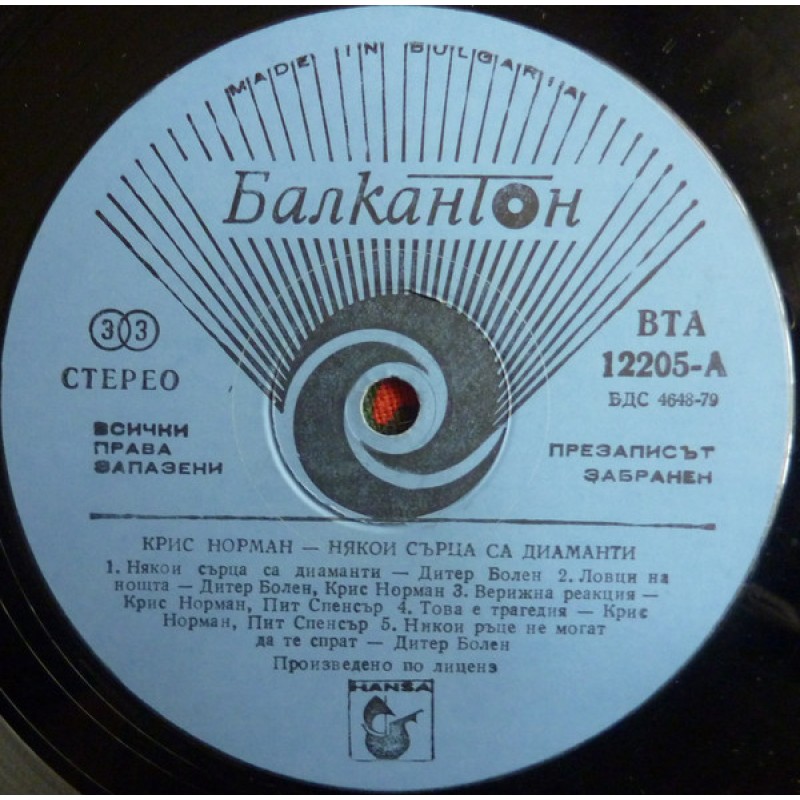 MADE IN BULGARIA
Балкантон
33
СТЕРЕО
ВТА
12205-А
БДС 4648-79
ВСИЧКИ
ПРАВА
ЗАПАЗЕНИ
ПРЕЗАПИСЪТ
ЗАБРАНЕН
КРИС НОРМАН — НЯКОИ СЪРЦА СА ДИАМАНТИ
1. Някои сърца са диаманти — Дитер Болен 2. Ловци на
нощта — Дитер Болен, Крис Норман 3. Верижна реакция —
Крис Норман, Пит Спенсър 4. Това е трагедия — Крис
Норман, Пит Спенсър 5. Никои ръце не могат
да те спрат — Дитер Болен
Произведено по лиценз
HANSA